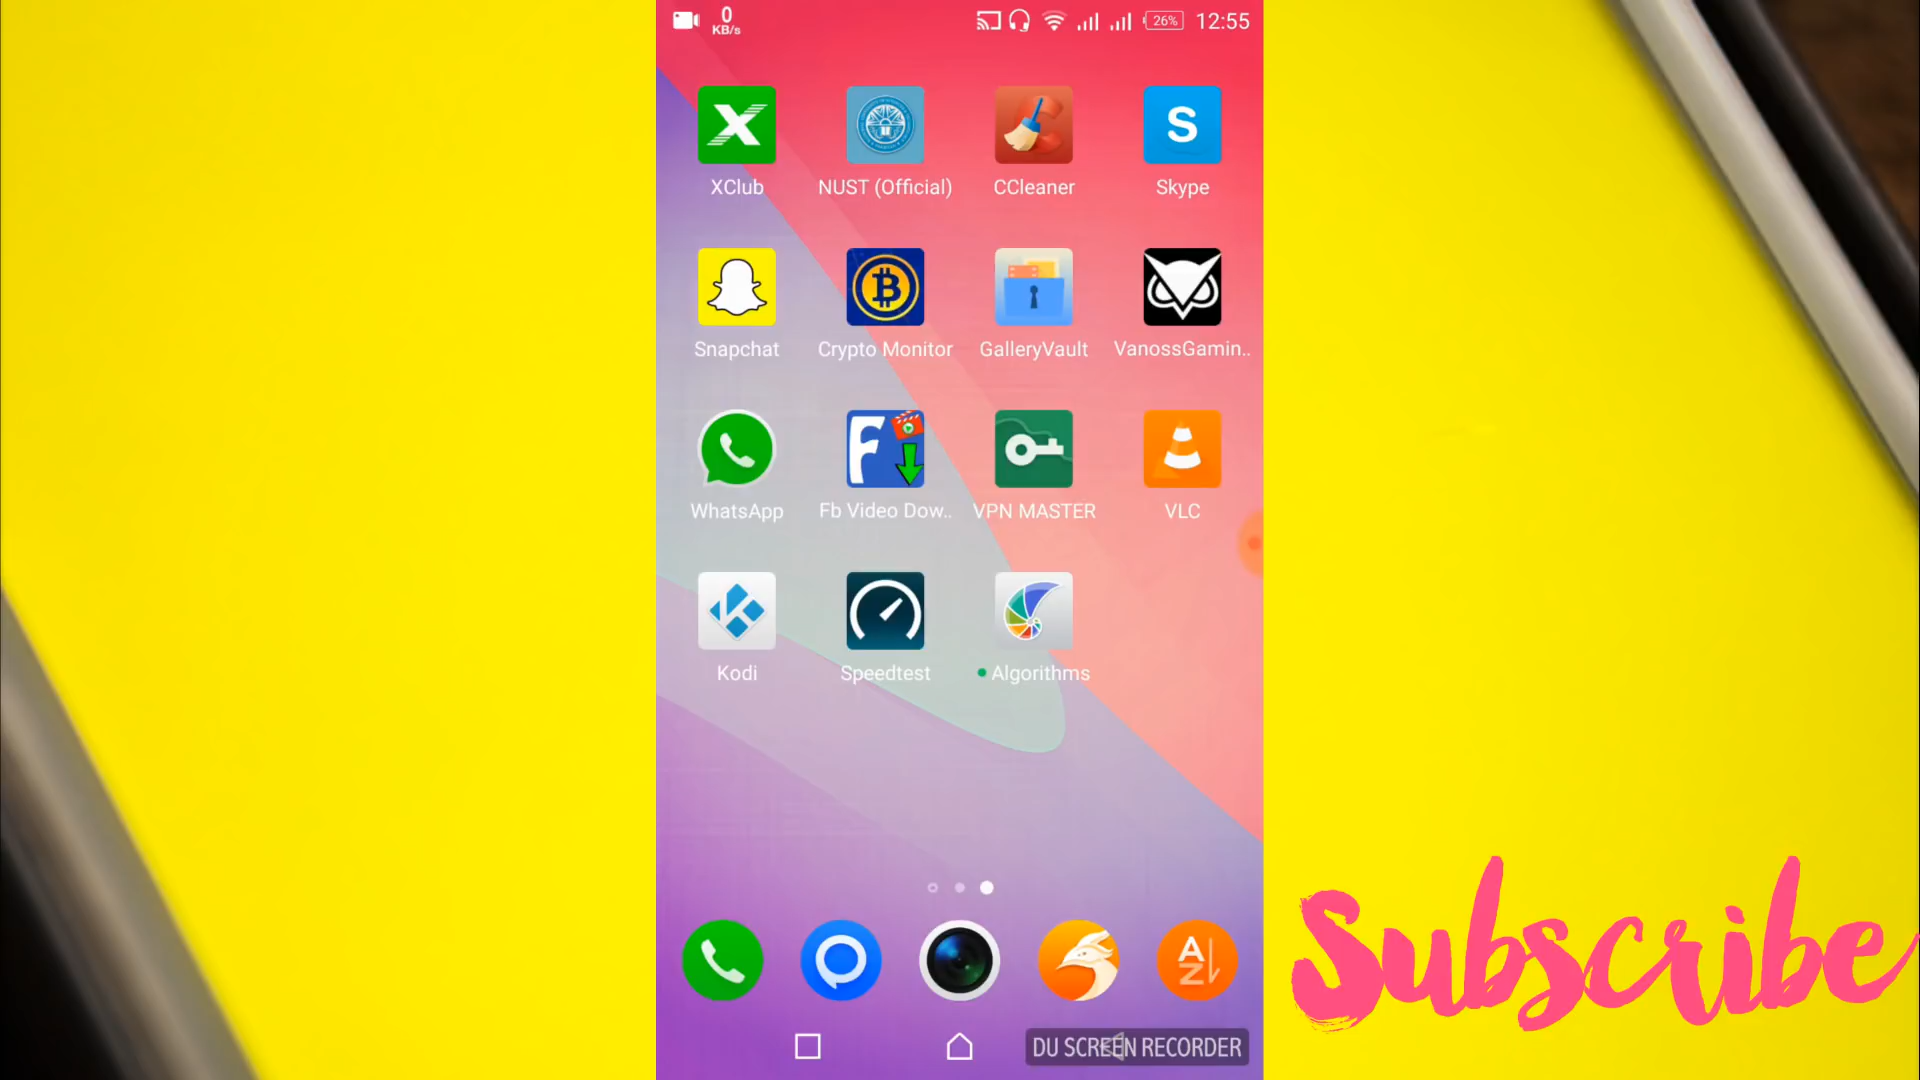 0
KB/s
26%
12:55
X
XClub
NUST (Official)
CCleaner
S
Skype
Snapchat
Crypto Monitor
GalleryVault
VanossGamin..
WhatsApp
F
Fb Video Dow..
VPN MASTER
VLC
Kodi
Speedtest
Algorithms
A
Z
Subscribe
DU SCREEN RECORDER